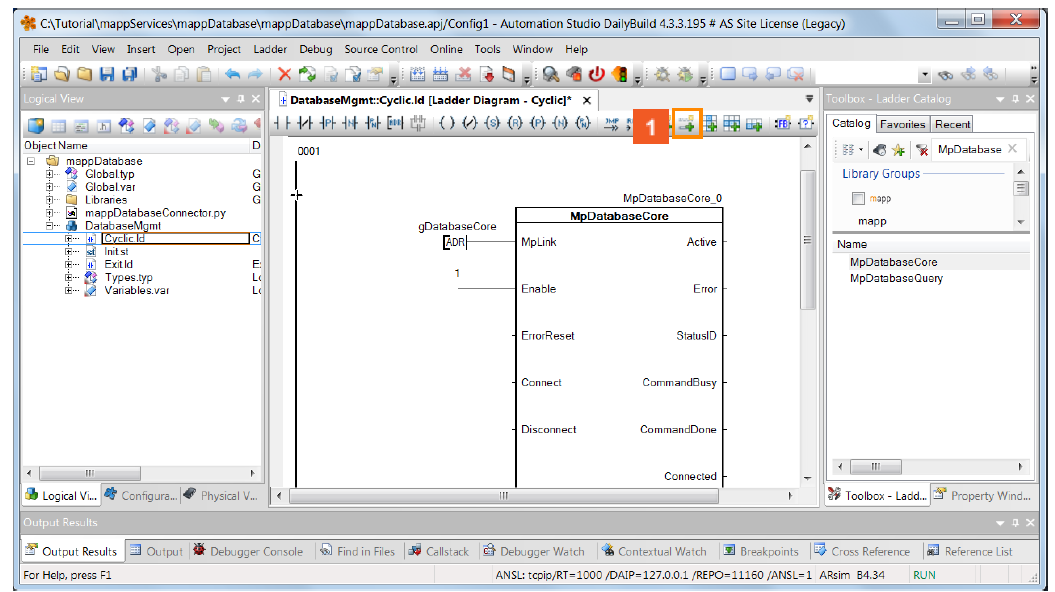 C:\Tutorial\mappServices\mappDatabase\mappDatabase\mappDatabase.apj/Config1 - Automation Studio DailyBuild 4.3.3.195 # AS Site License (Legacy)
File Edit View Insert Open Project Ladder Debug Source Control Online Tools Window Help
Logical View
DatabaseMgmt::Cyclic.ld [Ladder Diagram - Cyclic]*
Toolbox - Ladder Catalog
1
Catalog Favorites Recent
MpDatabase
Object Name D
mappDatabase
Global.typ G
Global.var G
Libraries G
mappDatabaseConnector.py
DatabaseMgmt
Cyclic.ld C
Init.st
Exit.ld
Types.typ
Variables.var
0001
MpDatabaseCore_0
MpDatabaseCore
gDatabaseCore
ADR
MpLink Active
1
Enable Error
ErrorReset StatusID
Connect CommandBusy
Disconnect CommandDone
Connected
Library Groups
mapp
mapp
Name
MpDatabaseCore
MpDatabaseQuery
Logical Vi... Configura... Physical V...
Toolbox - Ladd... Property Wind...
Output Results
Output Results Output Debugger Console Find in Files Callstack Debugger Watch Contextual Watch Breakpoints Cross Reference Reference List
For Help, press F1
ANSL: tcpip/RT=1000 /DAIP=127.0.0.1 /REPO=11160 /ANSL=1 ARsim B4.34 RUN